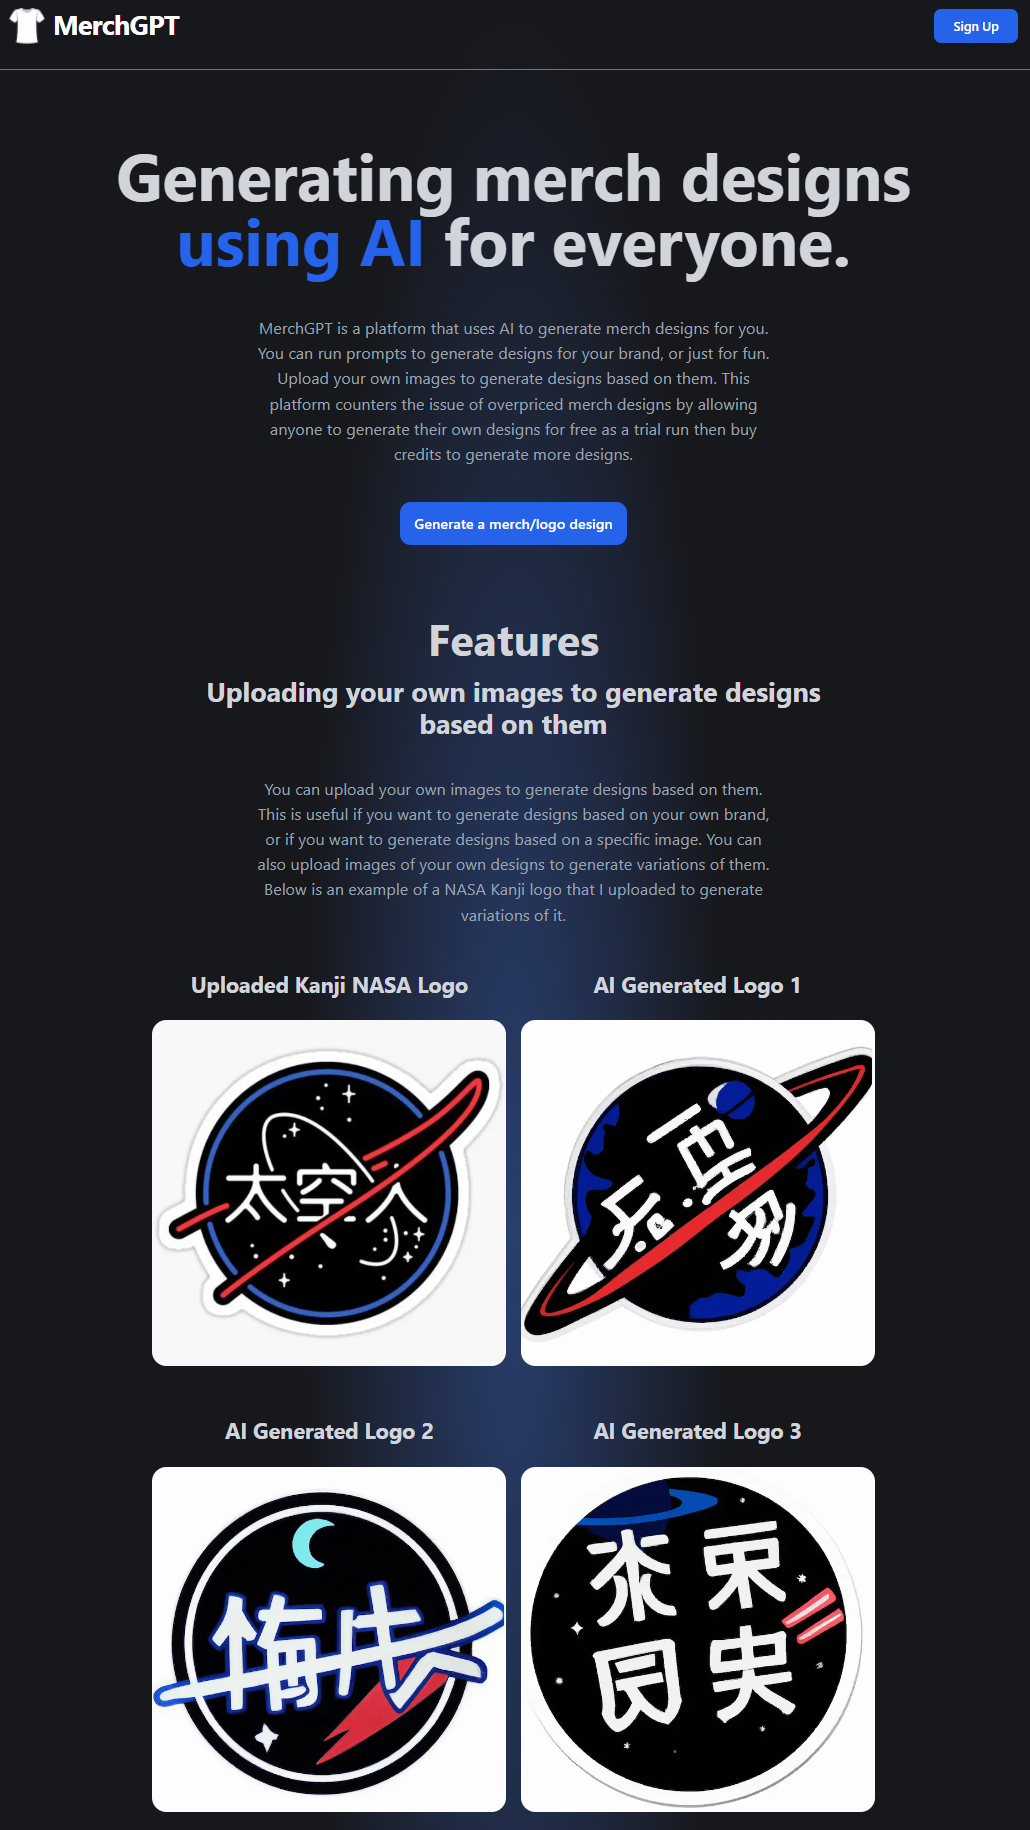 MerchGPT
Sign Up
Generating merch designs
using AI for everyone.
MerchGPT is a platform that uses AI to generate merch designs for you.
You can run prompts to generate designs for your brand, or just for fun.
Upload your own images to generate designs based on them. This
platform counters the issue of overpriced merch designs by allowing
anyone to generate their own designs for free as a trial run then buy
credits to generate more designs.
Generate a merch/logo design
Features
Uploading your own images to generate designs
based on them
You can upload your own images to generate designs based on them.
This is useful if you want to generate designs based on your own brand,
or if you want to generate designs based on a specific image. You can
also upload images of your own designs to generate variations of them.
Below is an example of a NASA Kanji logo that I uploaded to generate
variations of it.
Uploaded Kanji NASA Logo
AI Generated Logo 1
太空人
AI Generated Logo 2
AI Generated Logo 3